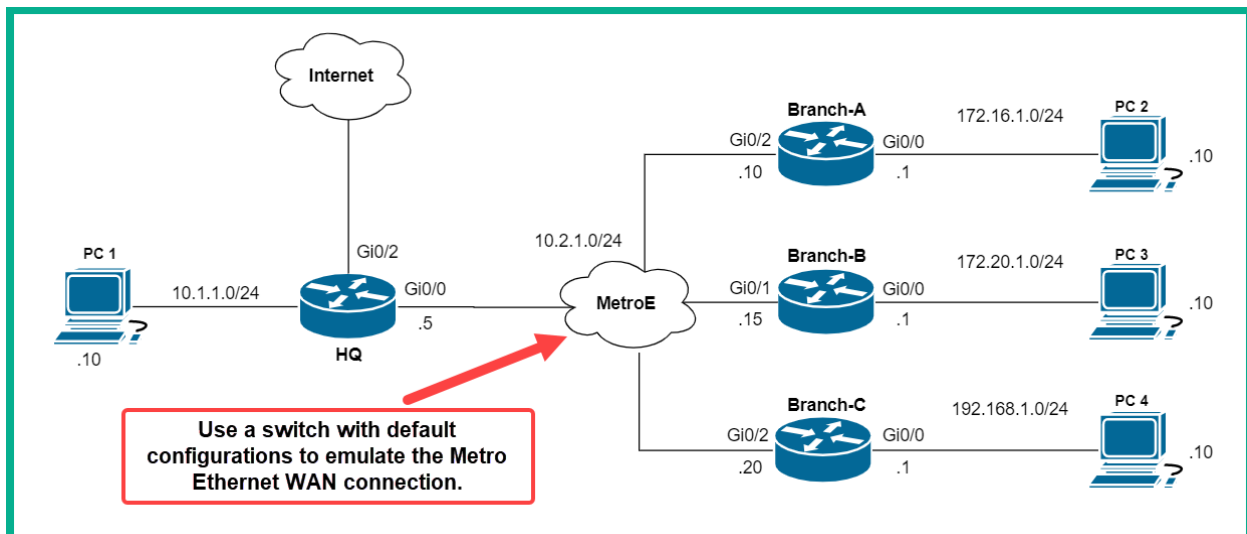 Internet
Gi0/2
PC 1
10.1.1.0/24
.10
HQ
Gi0/0
.5
10.2.1.0/24
MetroE
Branch-A
Gi0/2
.10
Gi0/0
.1
172.16.1.0/24
PC 2
.10
Branch-B
Gi0/1
.15
Gi0/0
.1
172.20.1.0/24
PC 3
.10
Branch-C
Gi0/2
.20
Gi0/0
.1
192.168.1.0/24
PC 4
.10
Use a switch with default
configurations to emulate the Metro
Ethernet WAN connection.